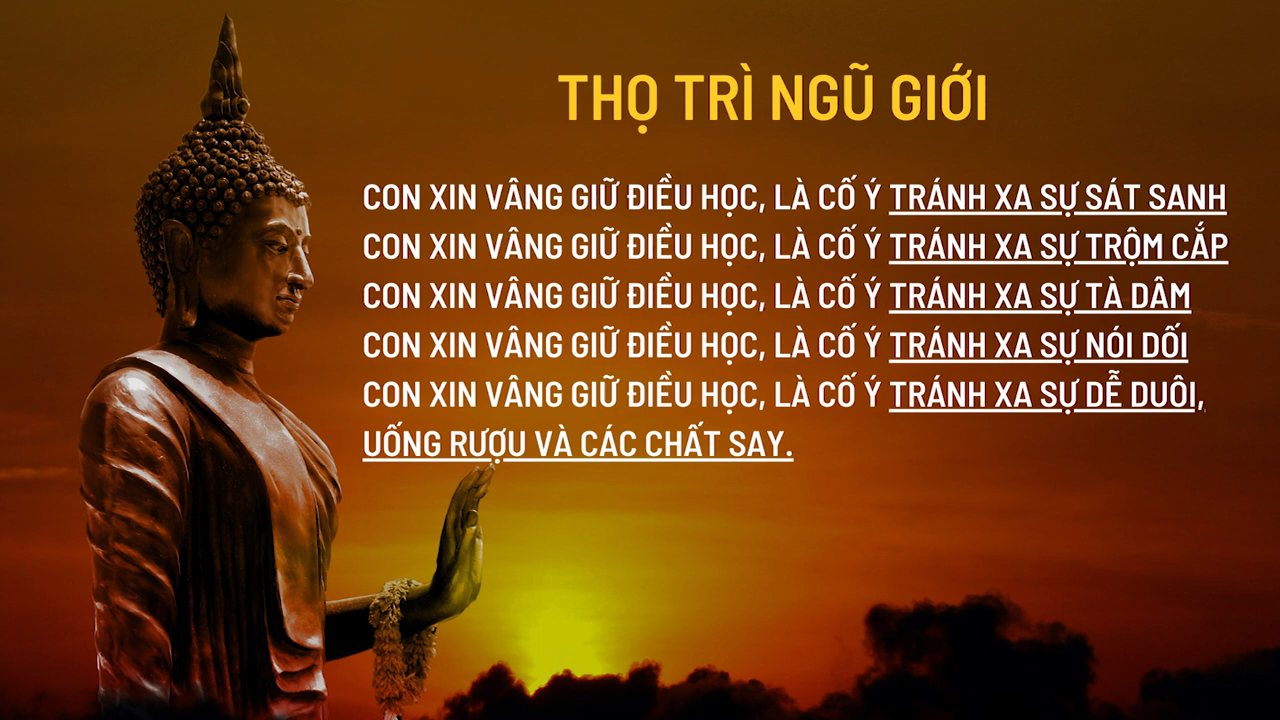 THỌ TRÌ NGŨ GIỚI
CON XIN VÂNG GIỮ ĐIỀU HỌC, LÀ CỐ Ý TRÁNH XA SỰ SÁT SANH
CON XIN VÂNG GIỮ ĐIỀU HỌC, LÀ CỐ Ý TRÁNH XA SỰ TRỘM CẮP
CON XIN VÂNG GIỮ ĐIỀU HỌC, LÀ CỐ Ý TRÁNH XA SỰ TÀ DÂM
CON XIN VÂNG GIỮ ĐIỀU HỌC, LÀ CỐ Ý TRÁNH XA SỰ NÓI DỐI
CON XIN VÂNG GIỮ ĐIỀU HỌC, LÀ CỐ Ý TRÁNH XA SỰ DỄ DUÔI,
UỐNG RƯỢU VÀ CÁC CHẤT SAY.